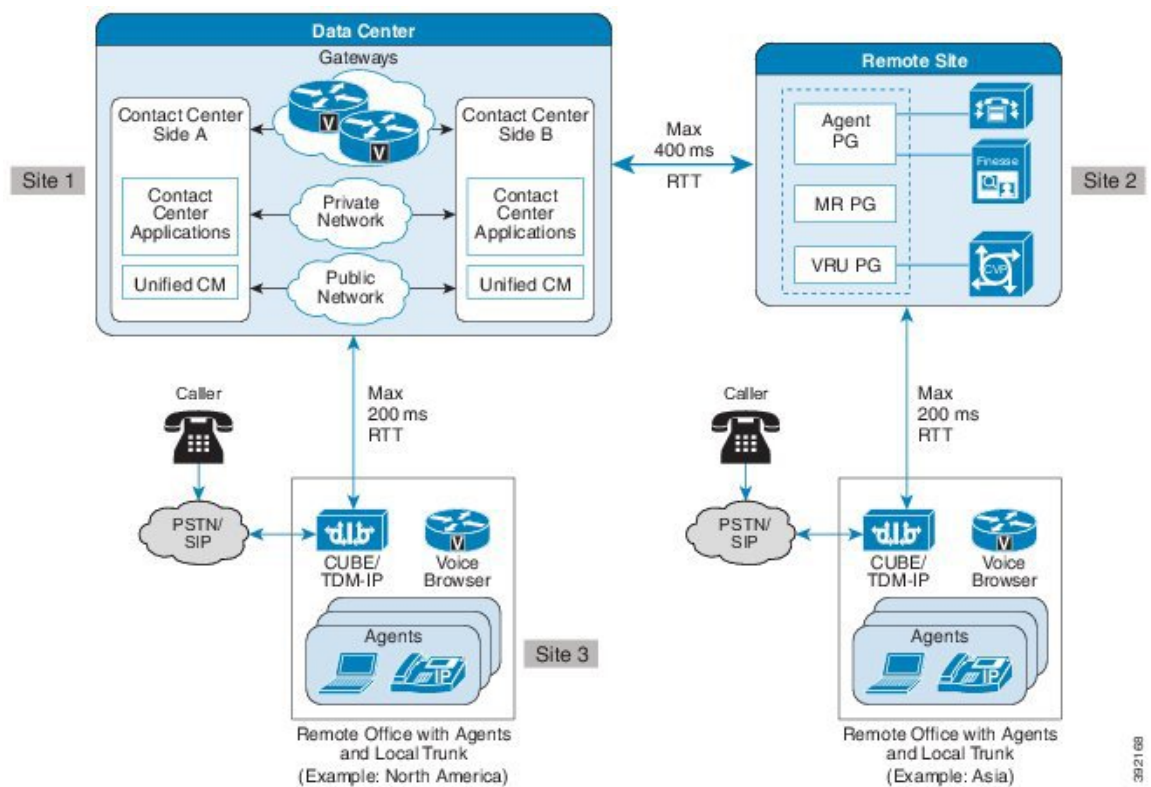 Data Center
Gateways
Contact Center
Side A
V
V
Contact Center
Side B
Contact
Center
Applications
Private
Network
Contact
Center
Applications
Unified CM
Public
Network
Unified CM
Site 1
Max
400 ms
RTT
Remote Site
Agent
PG
Finesse
MR PG
VRU PG
CVP
Site 2
Caller
Max
200 ms
RTT
PSTN/
SIP
CUBE/
TDM-IP
V
Voice
Browser
Agents
IP
Site 3
Remote Office with Agents
and Local Trunk
(Example: North America)
Caller
Max
200 ms
RTT
PSTN/
SIP
CUBE/
TDM-IP
V
Voice
Browser
Agents
IP
Remote Office with Agents
and Local Trunk
(Example: Asia)
392168